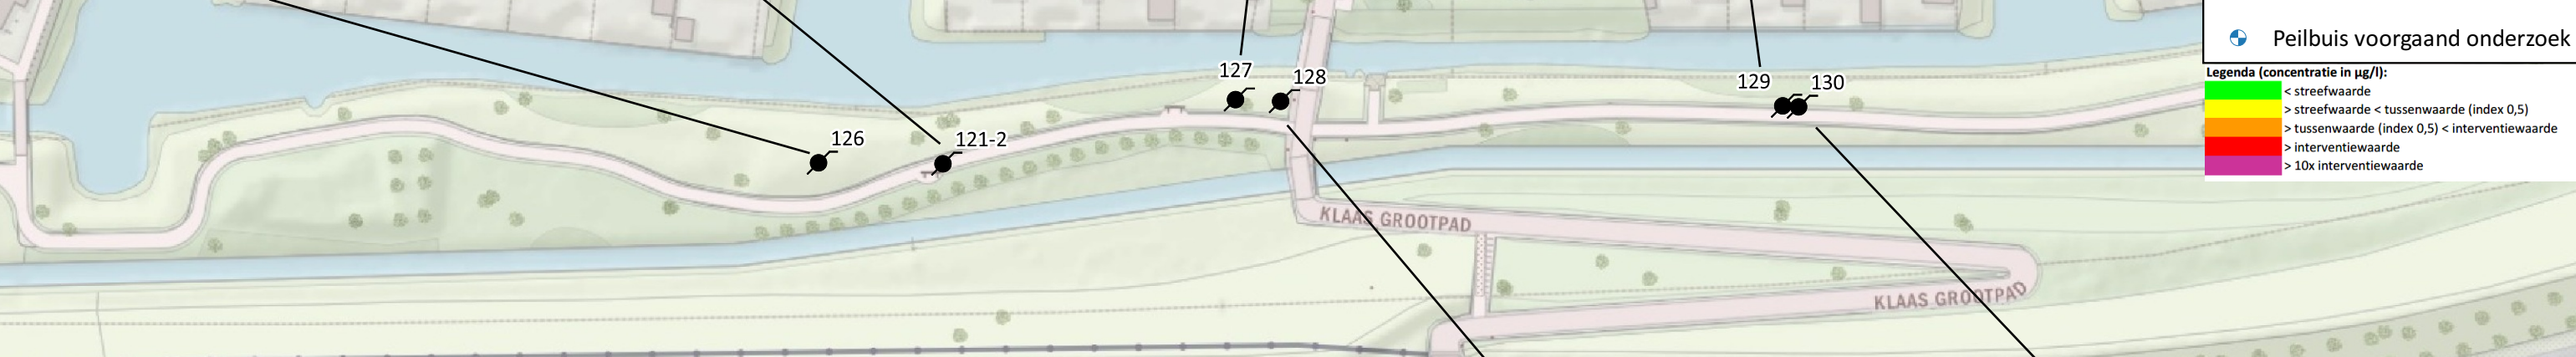 Peilbuis voorgaand onderzoek
Legenda (concentratie in µg/l):
< streefwaarde
> streefwaarde < tussenwaarde (index 0,5)
> tussenwaarde (index 0,5) < interventiewaarde
> interventiewaarde
> 10x interventiewaarde
127
128
129
130
126
121-2
KLAAS GROOTPAD
KLAAS GROOTPAD